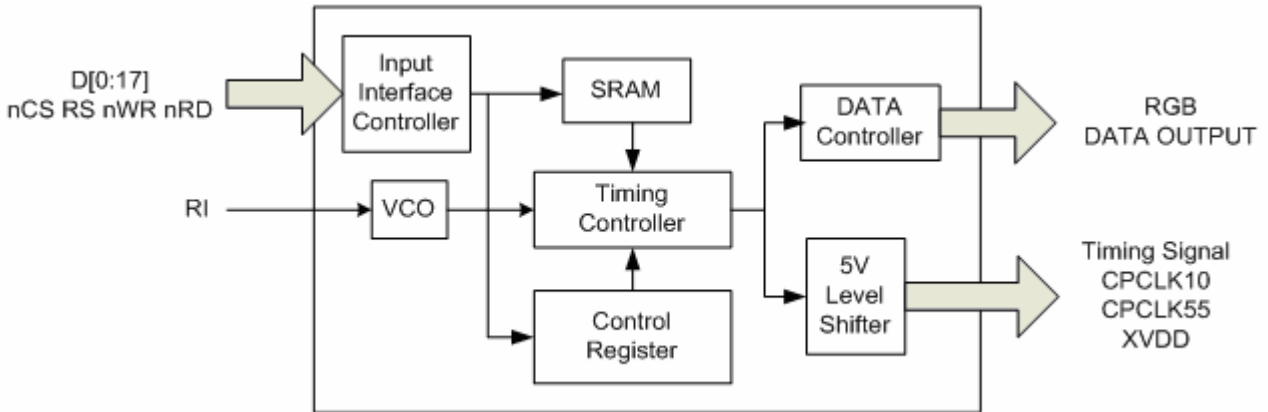 D[0:17]
nCS RS nWR nRD
Input
Interface
Controller
SRAM
DATA
Controller
RGB
DATA OUTPUT
RI
VCO
Timing
Controller
Control
Register
5V
Level
Shifter
Timing Signal
CPCLK10
CPCLK55
XVDD